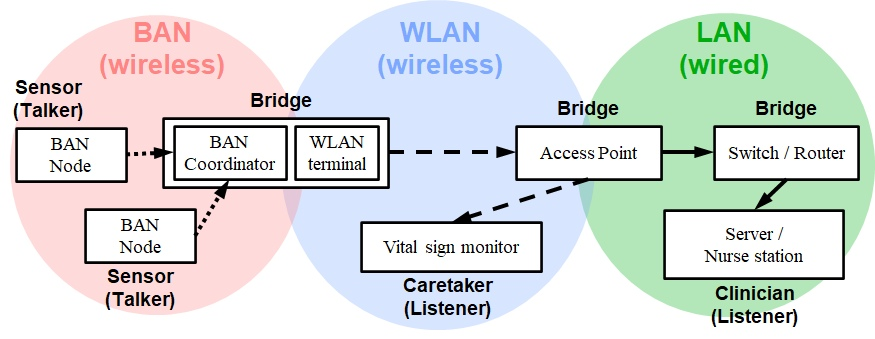 BAN
(wireless)
WLAN
(wireless)
LAN
(wired)
Sensor
(Talker)
Bridge
Bridge
Bridge
BAN
Node
BAN
Coordinator
WLAN
terminal
Access Point
Switch / Router
BAN
Node
Vital sign monitor
Server /
Nurse station
Sensor
(Talker)
Caretaker
(Listener)
Clinician
(Listener)